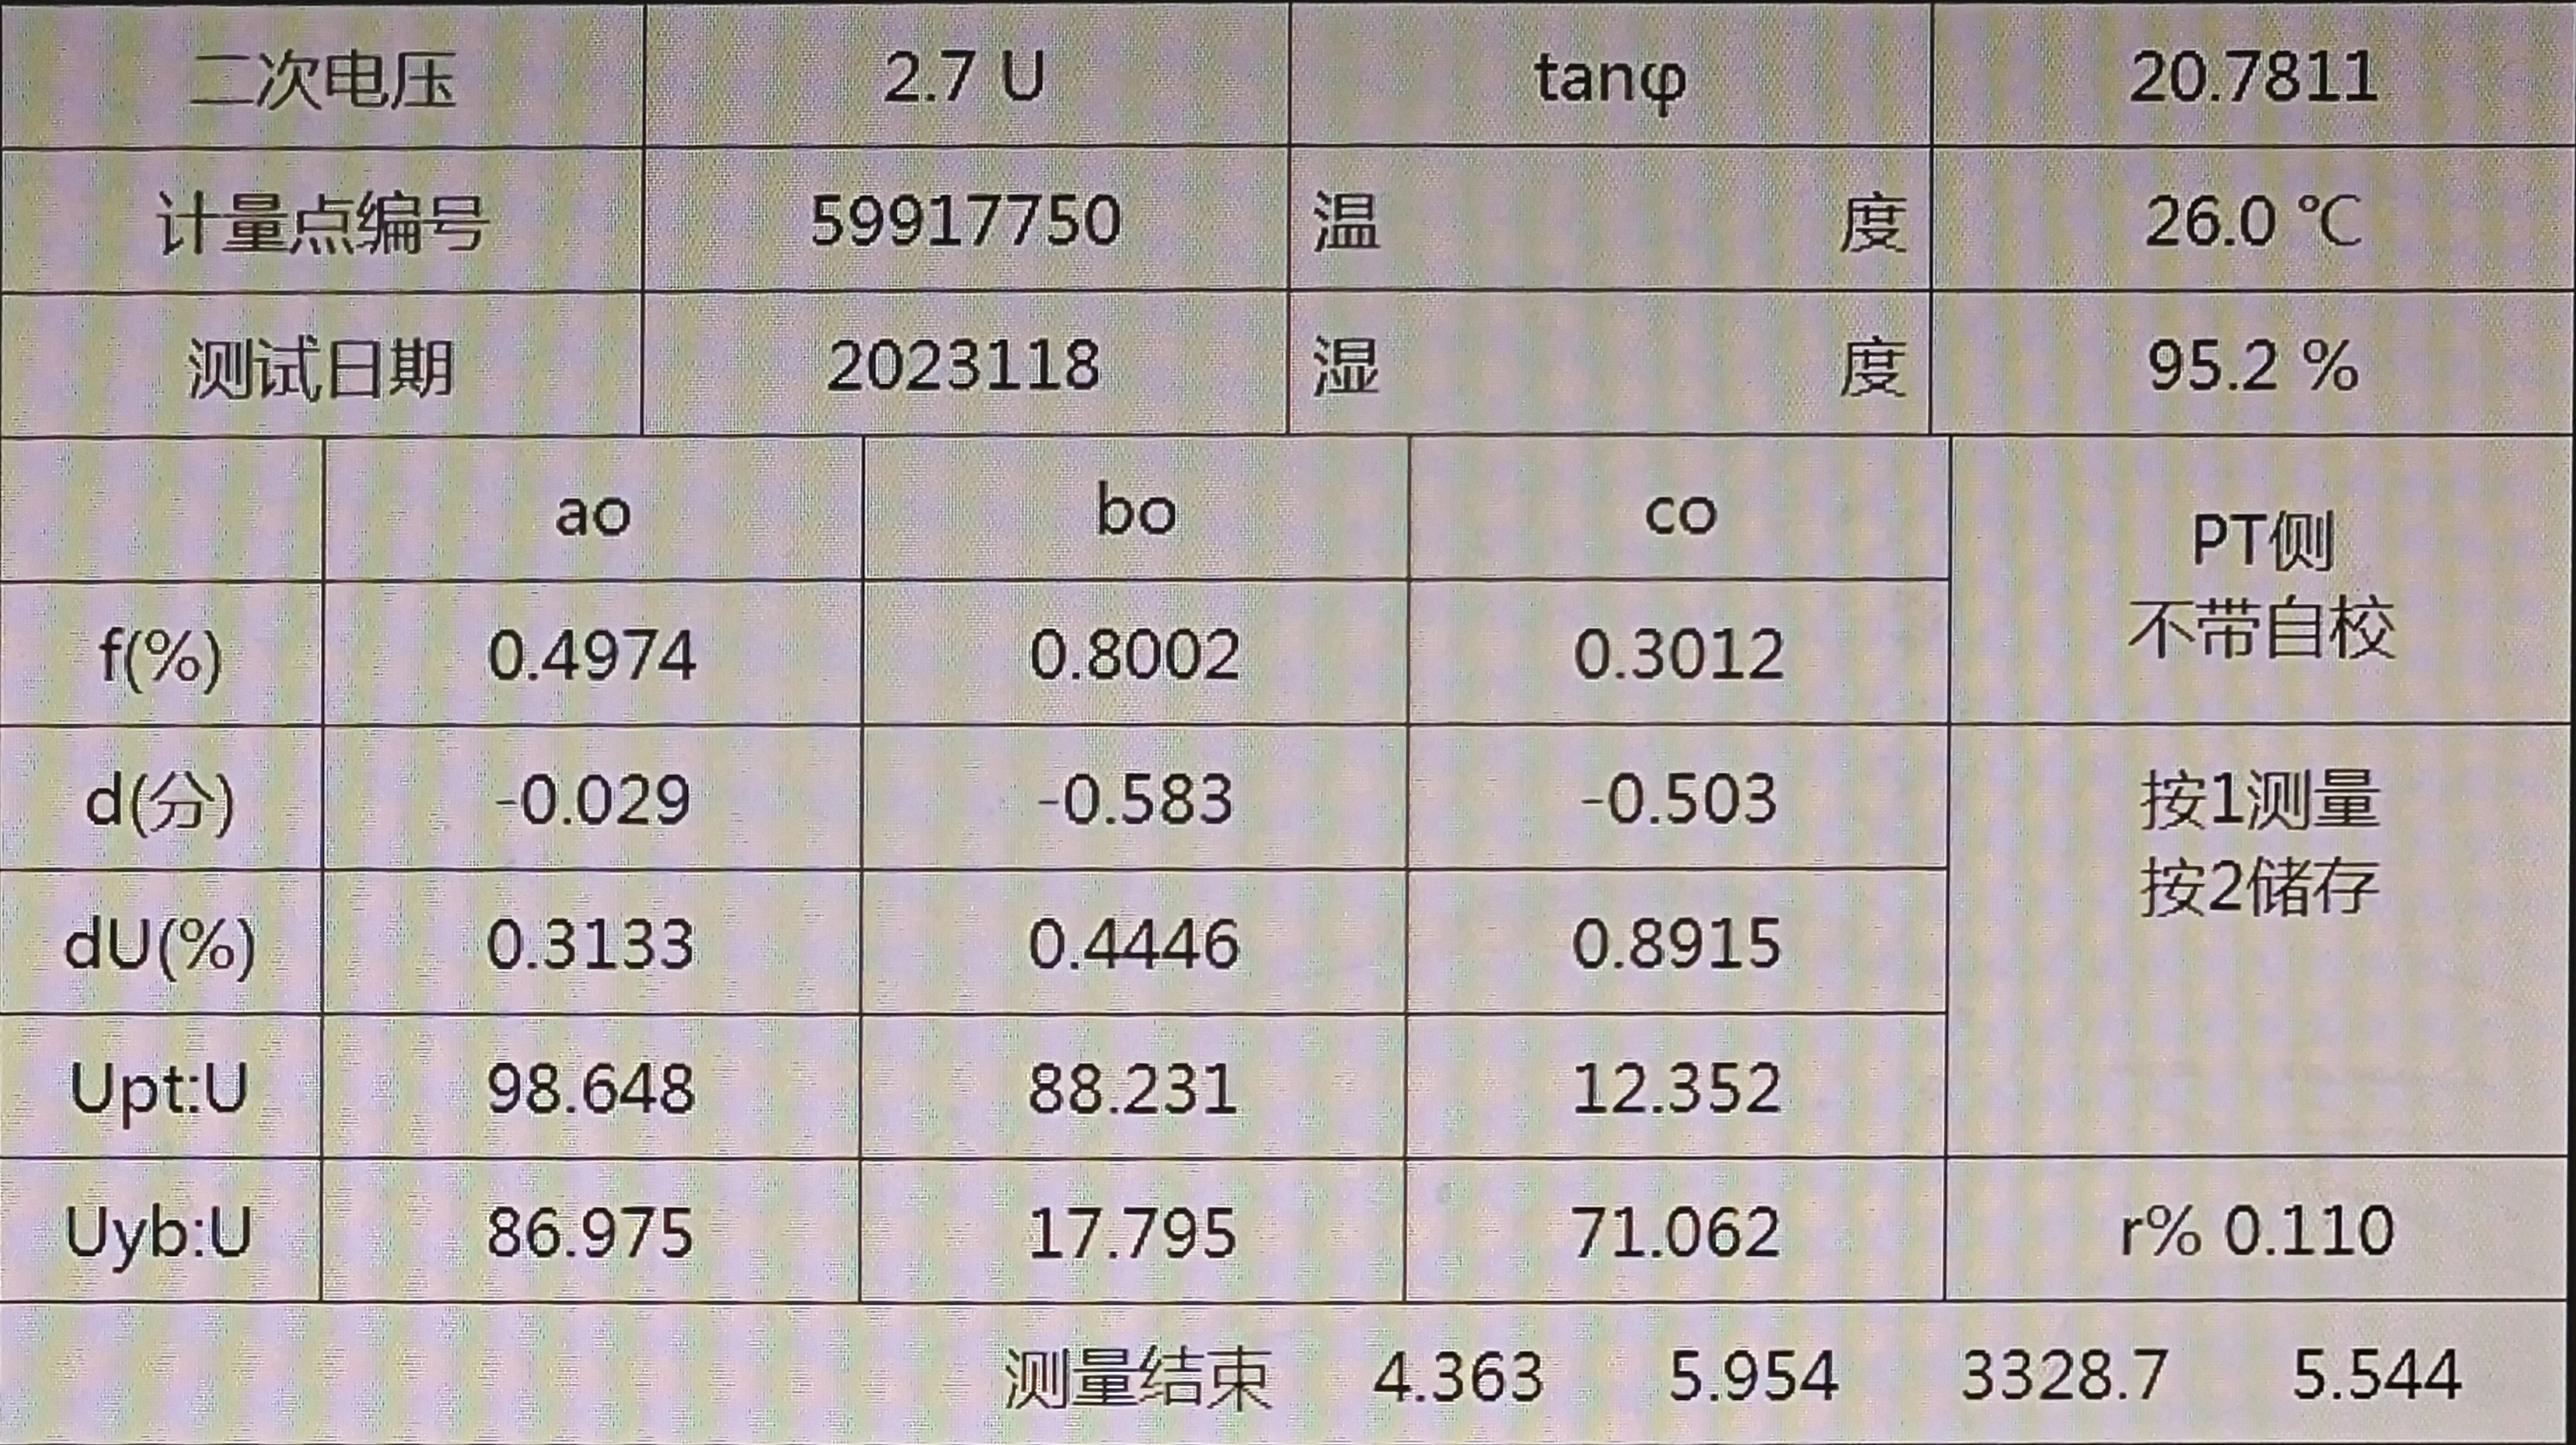 二次电压 2.7 U tanφ 20.7811
计量点编号 59917750 温 度 26.0 ℃
测试日期 2023118 湿 度 95.2 %
ao bo co
PT侧
不带自校
f(%) 0.4974 0.8002 0.3012
d(分) -0.029 -0.583 -0.503
按1测量
按2储存
dU(%) 0.3133 0.4446 0.8915
Upt:U 98.648 88.231 12.352
Uyb:U 86.975 17.795 71.062 r% 0.110
测量结束 4.363 5.954 3328.7 5.544